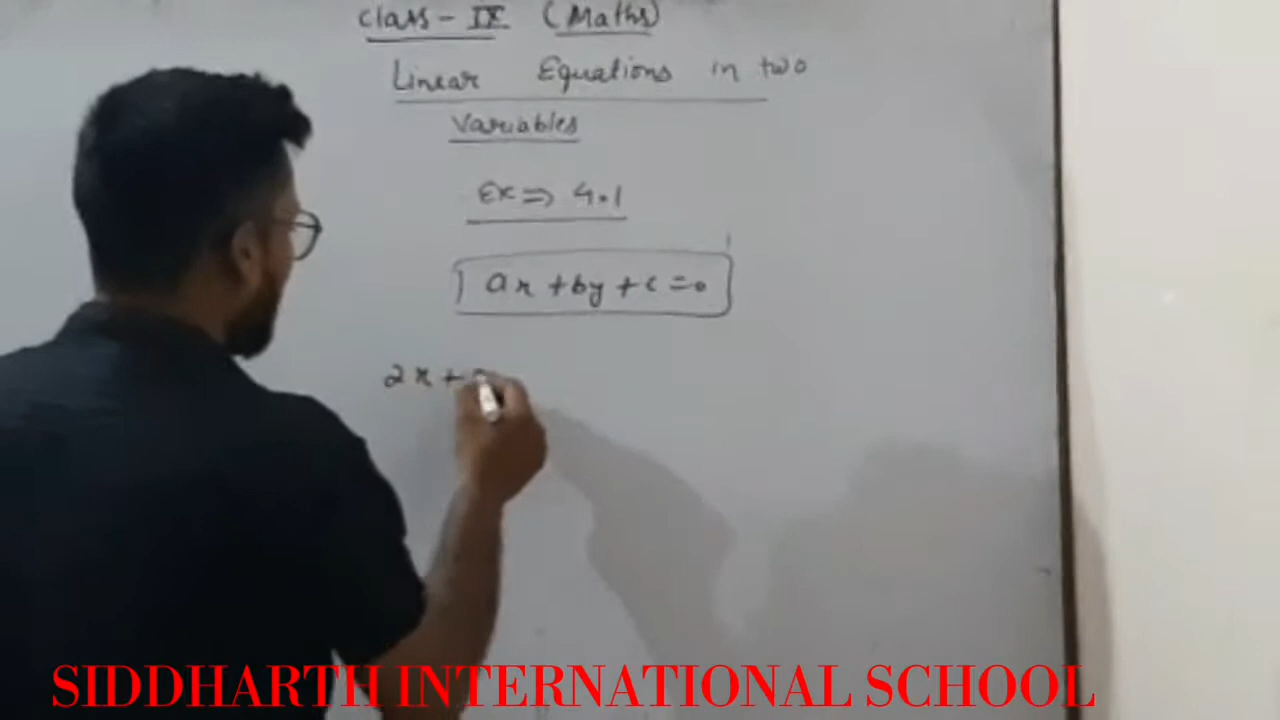 Class - IX (Maths)
Linear Equations in two
Variables
Ex ⇒ 4.1
ax + by + c = 0
2x +
SIDDHARTH INTERNATIONAL SCHOOL